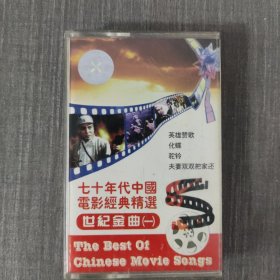 英雄赞歌
化蝶
驼铃
夫妻双双把家还
七十年代中國
電影經典精選
世紀金曲(一)
The Best Of
Chinese Movie Songs